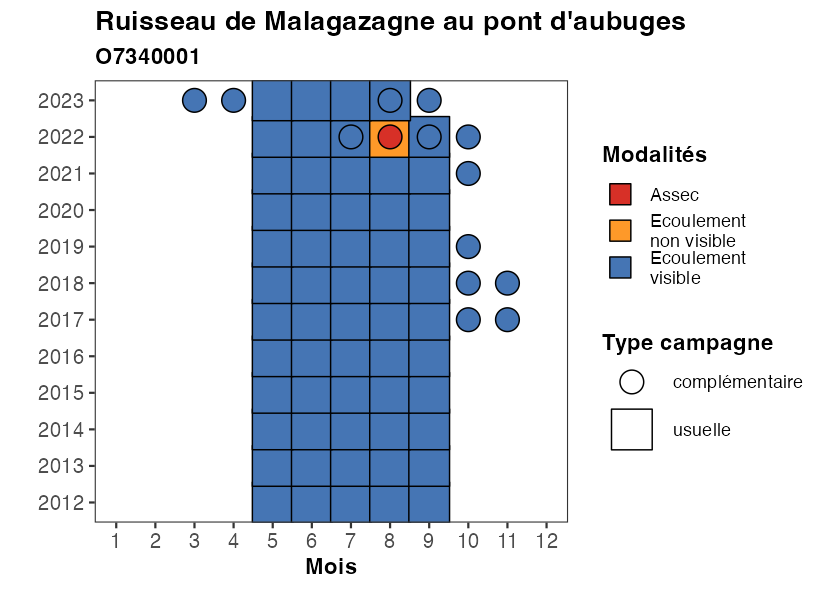 Ruisseau de Malagazagne au pont d'aubuges
O7340001
2023
2022
2021
2020
2019
2018
2017
2016
2015
2014
2013
2012
1 2 3 4 5 6 7 8 9 10 11 12
Mois
Modalités
Assec
Ecoulement
non visible
Ecoulement
visible
Type campagne
complémentaire
usuelle